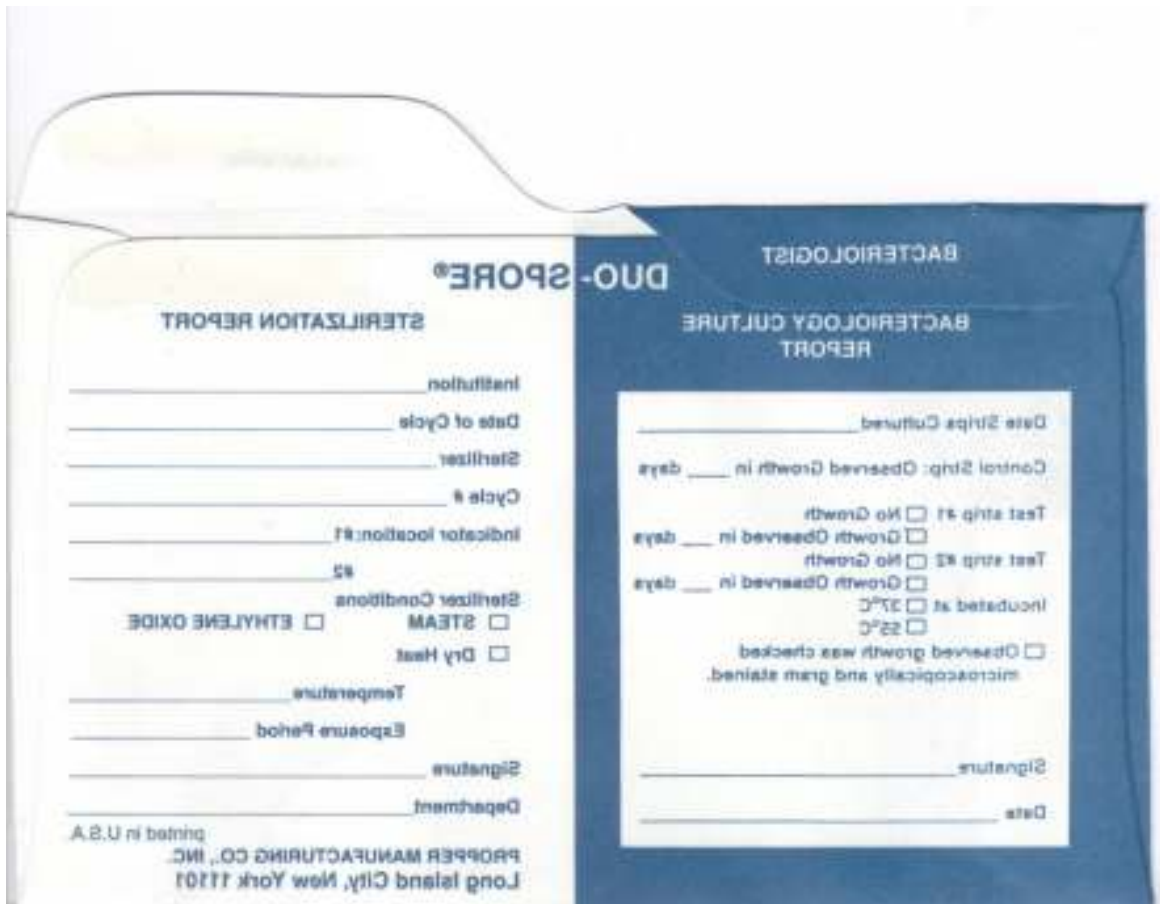 BACTERIOLOGIST
DUO-SPORE®
BACTERIOLOGY CULTURE
REPORT
Date Strips Cultured
Control Strip: Observed Growth in ____ days
Test strip #1 ☐ No Growth
☐ Growth Observed in ___ days
Test strip #2 ☐ No Growth
☐ Growth Observed in ___ days
Incubated at ☐ 37°C
☐ 55°C
☐ Observed growth was checked
microscopically and gram stained.
Signature
Date
STERILIZATION REPORT
Institution
Date of Cycle
Sterilizer
Cycle #
Indicator location:#1
#2
Sterilizer Conditions
☐ STEAM ☐ ETHYLENE OXIDE
☐ Dry Heat
Temperature
Exposure Period
Signature
Department
printed in U.S.A.
PROPPER MANUFACTURING CO., INC.
Long Island City, New York 11101